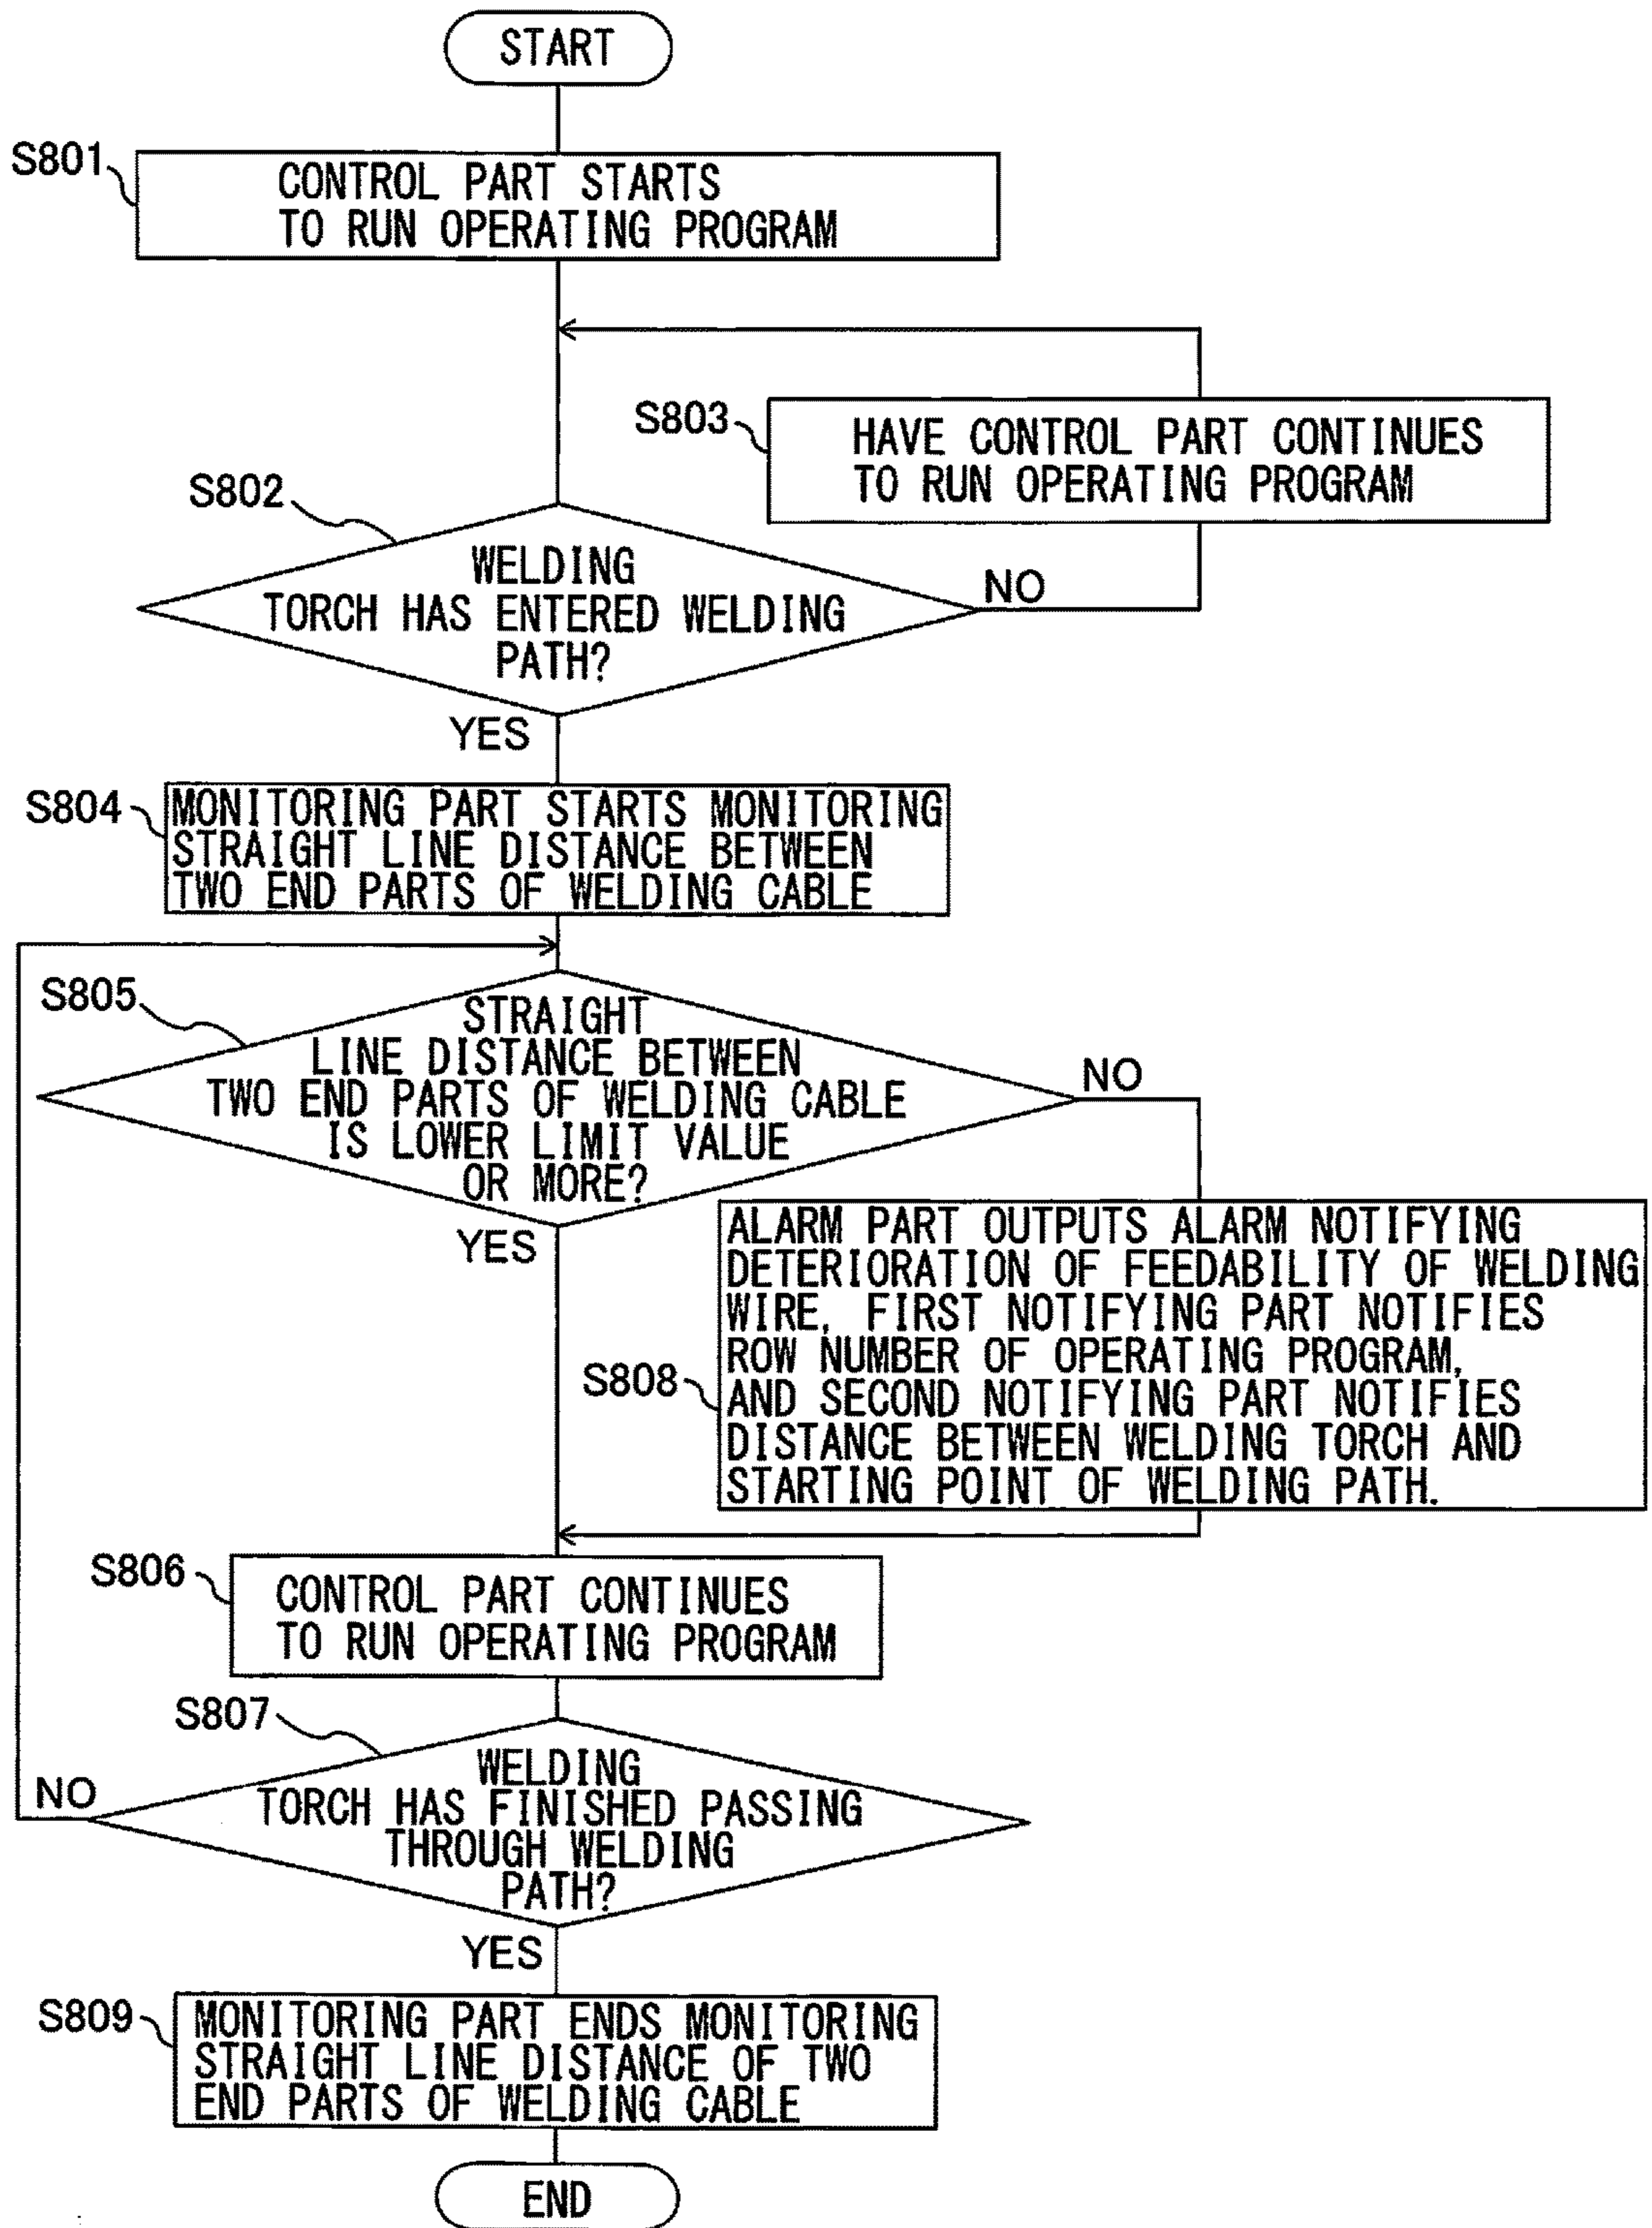 START
S801
CONTROL PART STARTS
TO RUN OPERATING PROGRAM
S803
HAVE CONTROL PART CONTINUES
TO RUN OPERATING PROGRAM
S802
WELDING
TORCH HAS ENTERED WELDING
PATH?
NO
YES
S804
MONITORING PART STARTS MONITORING
STRAIGHT LINE DISTANCE BETWEEN
TWO END PARTS OF WELDING CABLE
S805
STRAIGHT
LINE DISTANCE BETWEEN
TWO END PARTS OF WELDING CABLE
IS LOWER LIMIT VALUE
OR MORE?
NO
YES
S808
ALARM PART OUTPUTS ALARM NOTIFYING
DETERIORATION OF FEEDABILITY OF WELDING
WIRE, FIRST NOTIFYING PART NOTIFIES
ROW NUMBER OF OPERATING PROGRAM,
AND SECOND NOTIFYING PART NOTIFIES
DISTANCE BETWEEN WELDING TORCH AND
STARTING POINT OF WELDING PATH.
S806
CONTROL PART CONTINUES
TO RUN OPERATING PROGRAM
S807
WELDING
TORCH HAS FINISHED PASSING
THROUGH WELDING
PATH?
NO
YES
S809
MONITORING PART ENDS MONITORING
STRAIGHT LINE DISTANCE OF TWO
END PARTS OF WELDING CABLE
END